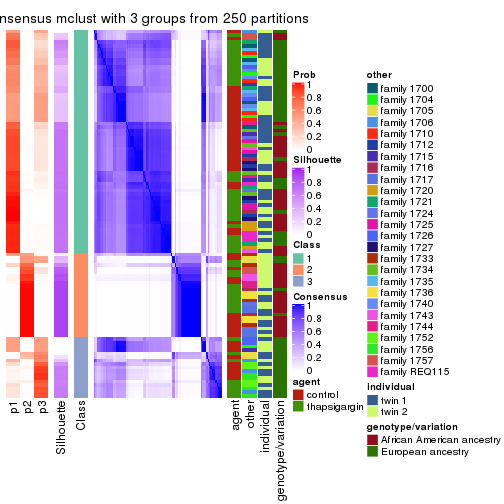 nsensus mclust with 3 groups from 250 partitions
Prob
1
0.8
0.6
0.4
0.2
0
Silhouette
1
0.8
0.6
0.4
0.2
0
Class
1
2
3
Consensus
1
0.8
0.6
0.4
0.2
0
agent
control
thapsigargin
other
family 1700
family 1704
family 1705
family 1706
family 1710
family 1712
family 1715
family 1716
family 1717
family 1720
family 1721
family 1724
family 1725
family 1726
family 1727
family 1733
family 1734
family 1735
family 1736
family 1740
family 1743
family 1744
family 1752
family 1756
family 1757
family REQ115
individual
twin 1
twin 2
genotype/variation
African American ancestry
European ancestry
p1
p2
p3
Silhouette
Class
agent
other
individual
genotype/variation